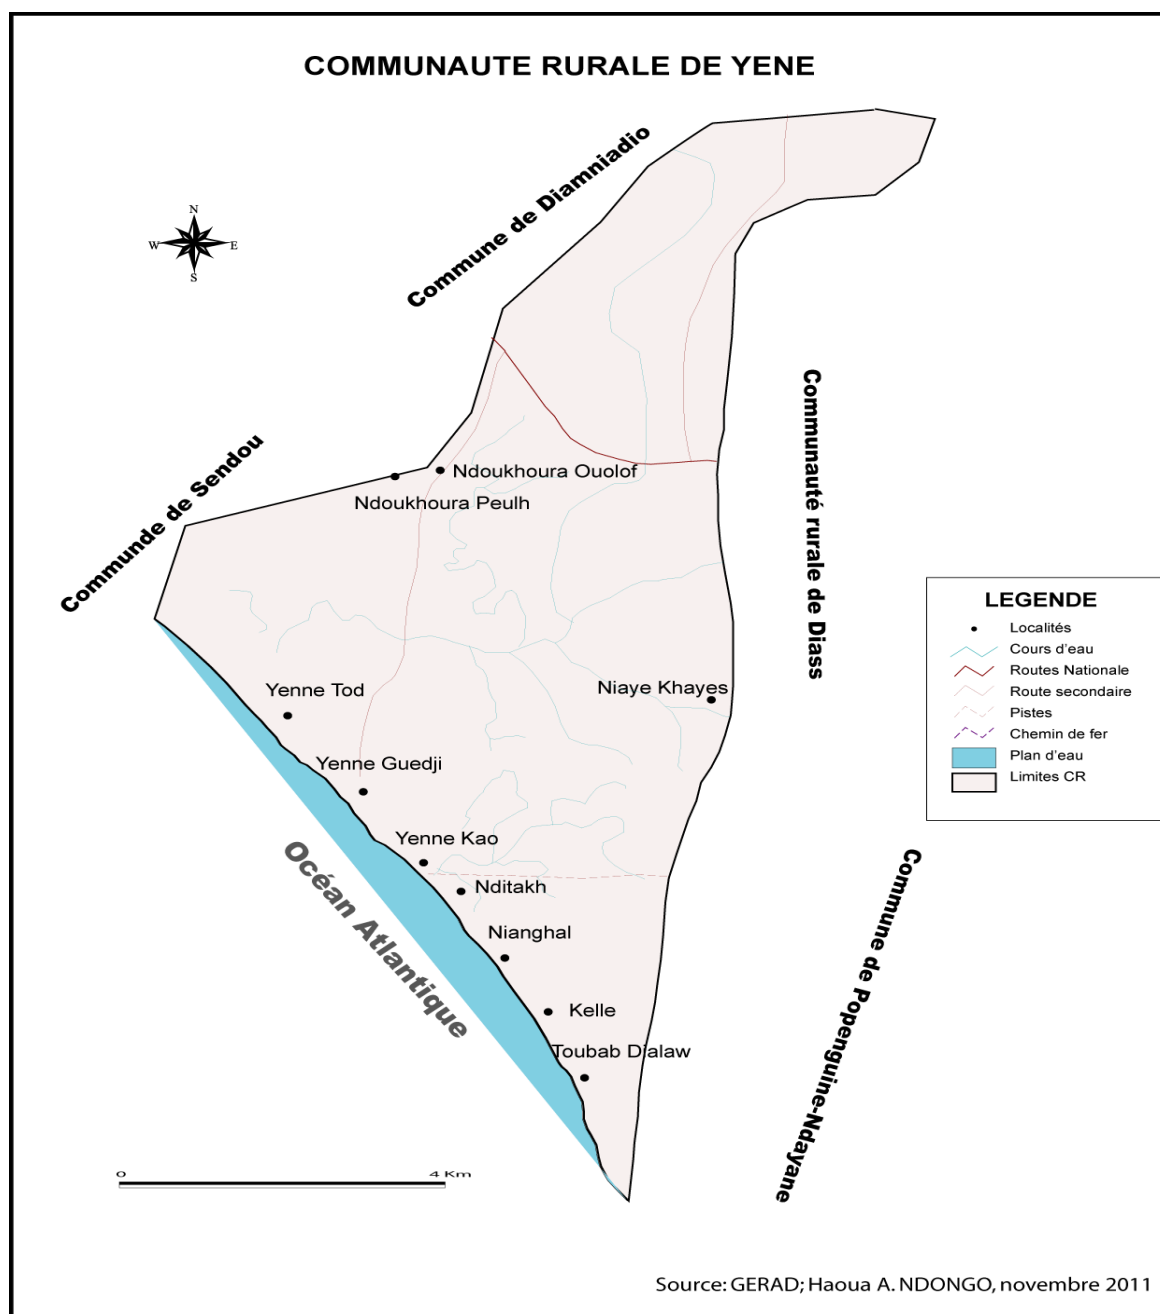 COMMUNAUTE RURALE DE YENE
Commune de Diamniadio
N
W
E
S
Communauté rurale de Diass
Communde de Sendou
Ndoukhoura Ouolof
Ndoukhoura Peulh
LEGENDE
Localités
Cours d'eau
Routes Nationale
Route secondaire
Pistes
Chemin de fer
Plan d'eau
Limites CR
Niaye Khayes
Yenne Tod
Yenne Guedji
Yenne Kao
Océan Atlantique
Commune de Popenguine-Ndayane
Nditakh
Nianghal
Kelle
Toubab Dialaw
0
4 Km
Source: GERAD; Haoua A. NDONGO, novembre 2011